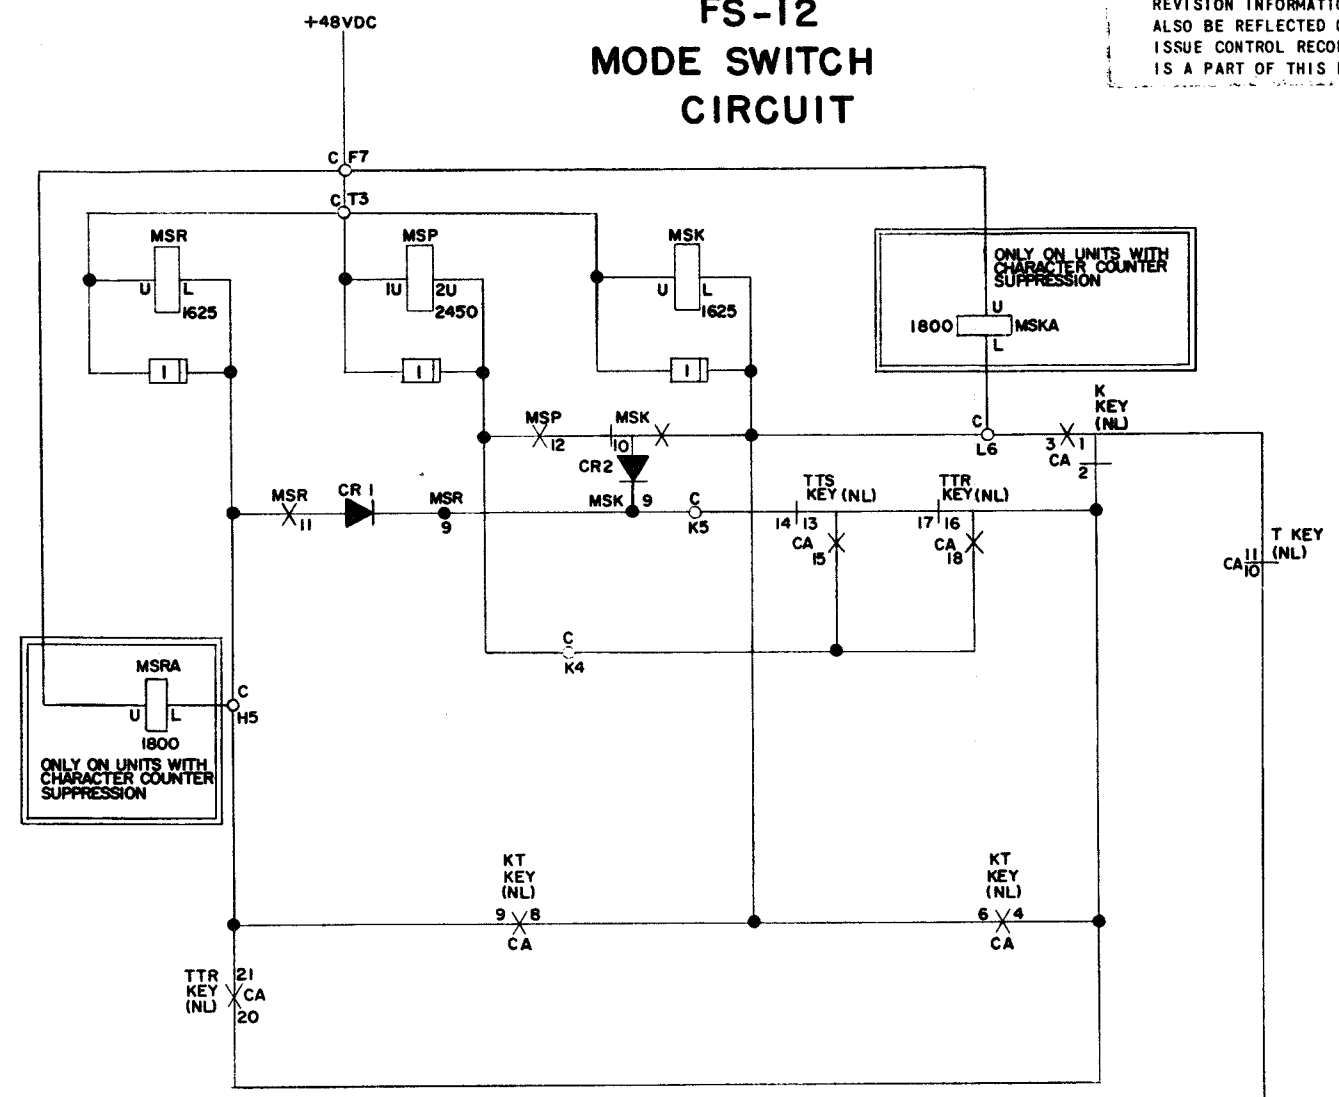 FS-12
MODE SWITCH
CIRCUIT
REVISION INFORMATIO
ALSO BE REFLECTED
ISSUE CONTROL RECO
IS A PART OF THIS
+48VDC
C F7
C T3
MSR
U L
1625
I
MSP
1U 2U
2450
I
MSK
U L
1625
I
ONLY ON UNITS WITH
CHARACTER COUNTER
SUPPRESSION
U
1800 MSKA
L
K
KEY
(NL)
C
L6
3 1
CA
2
MSP
12
MSK
10
CR2
MSR
11
CR1
MSR
9
MSK 9
C
K5
TTS
KEY (NL)
14 13
CA
15
TTR
KEY (NL)
17 16
CA
18
T KEY
(NL)
CA 11
10
C
K4
MSRA
U L
1800
C
H5
ONLY ON UNITS WITH
CHARACTER COUNTER
SUPPRESSION
KT
KEY
(NL)
9 8
CA
KT
KEY
(NL)
6 4
CA
TTR
KEY
(NL)
21
CA
20